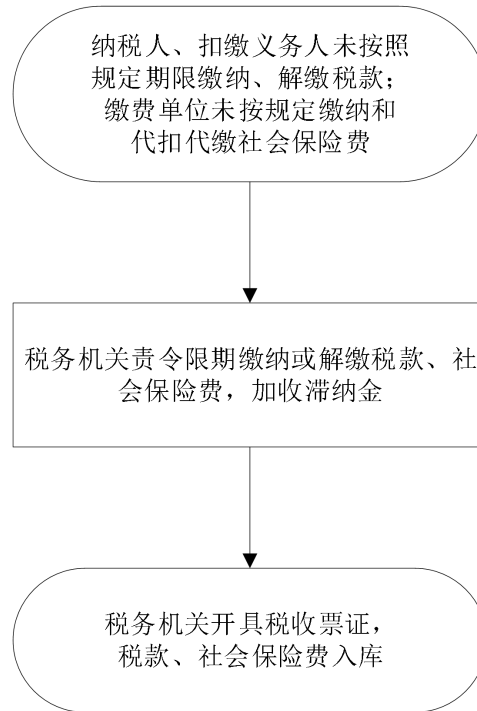 纳税人、扣缴义务人未按照
规定期限缴纳、解缴税款；
缴费单位未按规定缴纳和
代扣代缴社会保险费
税务机关责令限期缴纳或解缴税款、社
会保险费，加收滞纳金
税务机关开具税收票证，
税款、社会保险费入库